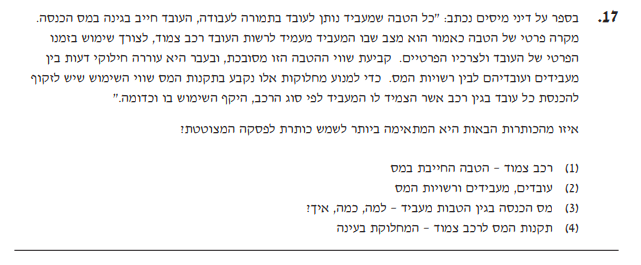 17. בספר על דיני מיסים נכתב: "כל הטבה שמעביד נותן לעובד בתמורה לעבודה, העובד חייב בגינה במס הכנסה.
מקרה פרטי של הטבה כאמור הוא מצב שבו המעביד מעמיד לרשות העובד רכב צמוד, לצורך שימוש בזמנו
הפרטי של העובד ולצרכיו הפרטיים. קביעת שווי ההטבה הזו מסובכת, ובעבר היא עוררה חילוקי דעות בין
מעבידים ועובדיהם לבין רשויות המס. כדי למנוע מחלוקות אלו נקבע בתקנות המס שווי השימוש שיש לזקוף
להכנסת כל עובד בגין רכב אשר הצמיד לו המעביד לפי סוג הרכב, היקף השימוש בו וכדומה."
איזו מהכותרות הבאות היא המתאימה ביותר לשמש כותרת לפסקה המצוטטת?
(1) רכב צמוד - הטבה החייבת במס
(2) עובדים, מעבידים ורשויות המס
(3) מס הכנסה בגין הטבות מעביד - למה, כמה, איך?
(4) תקנות המס לרכב צמוד - המחלוקת בעינה